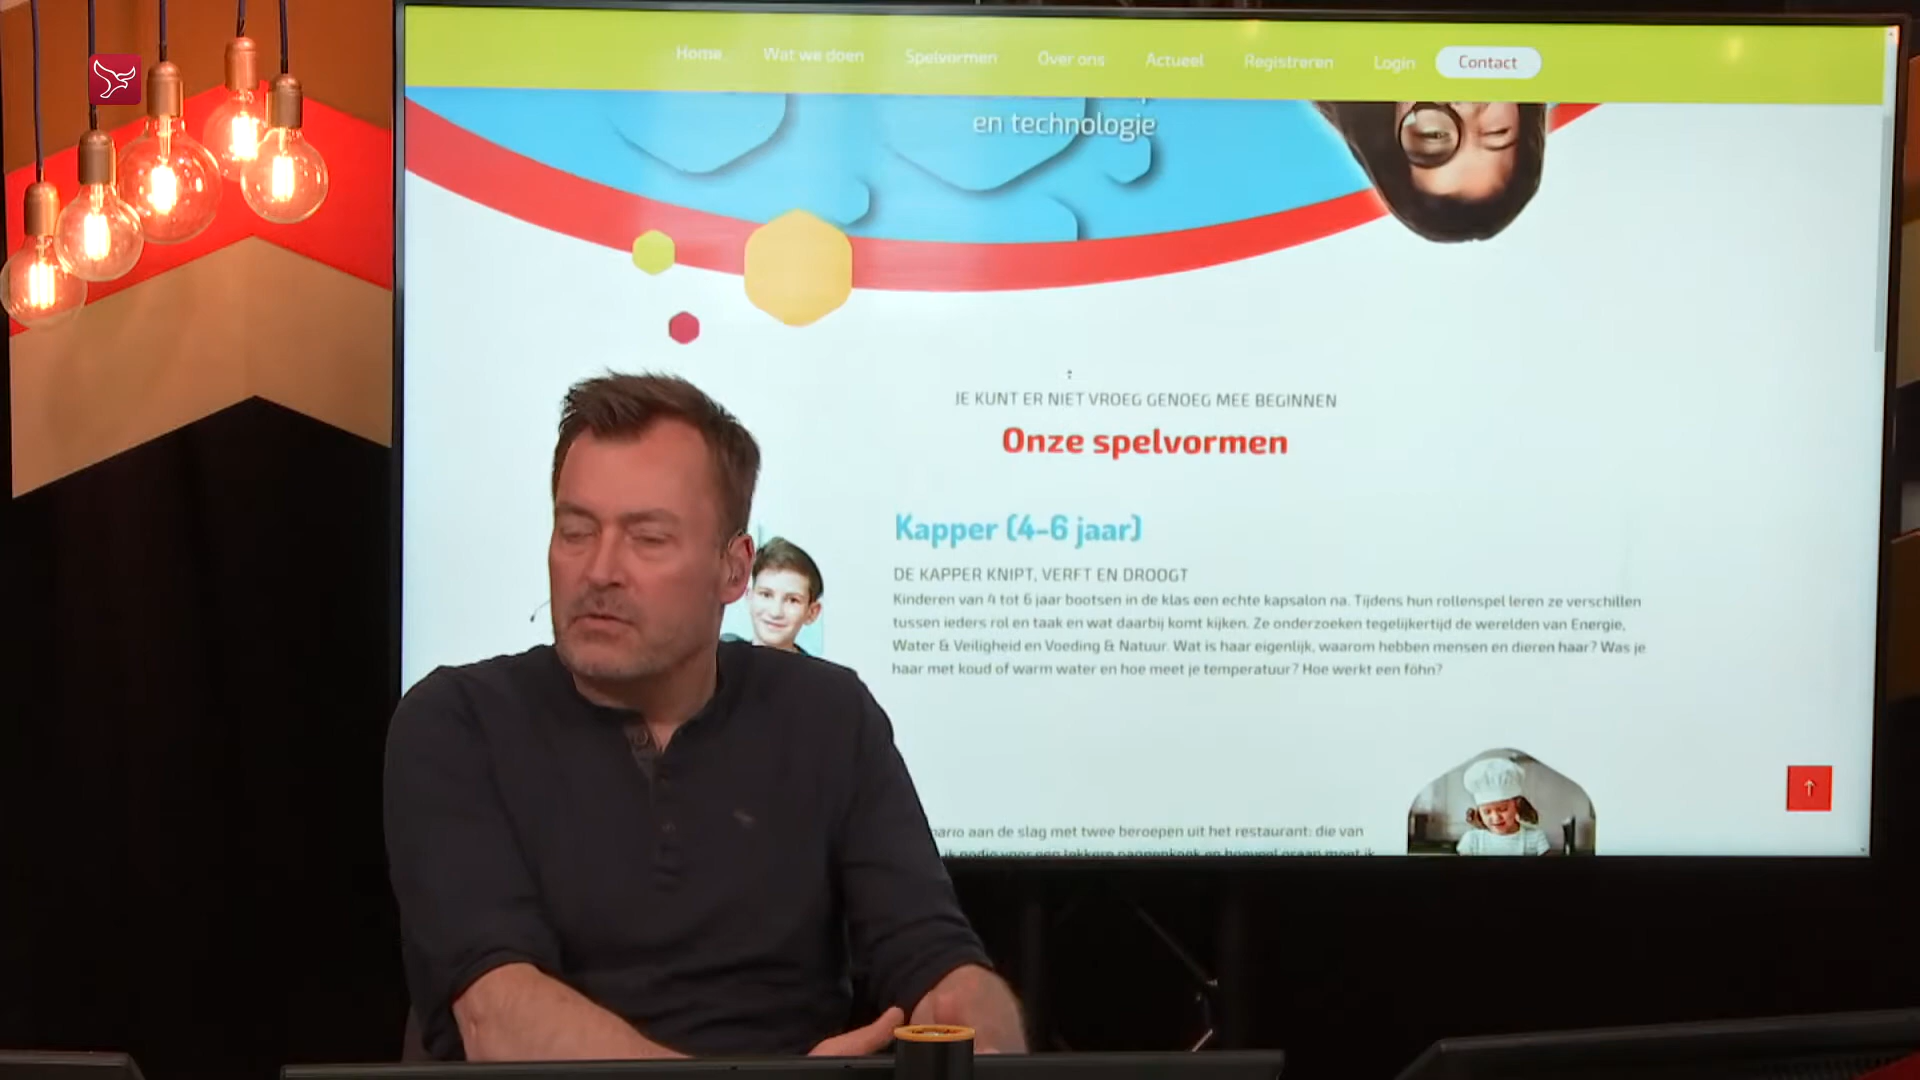 Home Wat we doen Spelvormen Over ons Actueel Registreren Login Contact
en technologie
JE KUNT ER NIET VROEG GENOEG MEE BEGINNEN
Onze spelvormen
Kapper (4-6 jaar)
DE KAPPER KNIPT, VERFT EN DROOGT
Kinderen van 4 tot 6 jaar bootsen in de klas een echte kapsalon na. Tijdens hun rollenspel leren ze verschillen
tussen ieders rol en taak en wat daarbij komt kijken. Ze onderzoeken tegelijkertijd de werelden van Energie,
Water & Veiligheid en Voeding & Natuur. Wat is haar eigenlijk, waarom hebben mensen en dieren haar? Was je
haar met koud of warm water en hoe meet je temperatuur? Hoe werkt een föhn?
aan de slag met twee beroepen uit het restaurant: die van